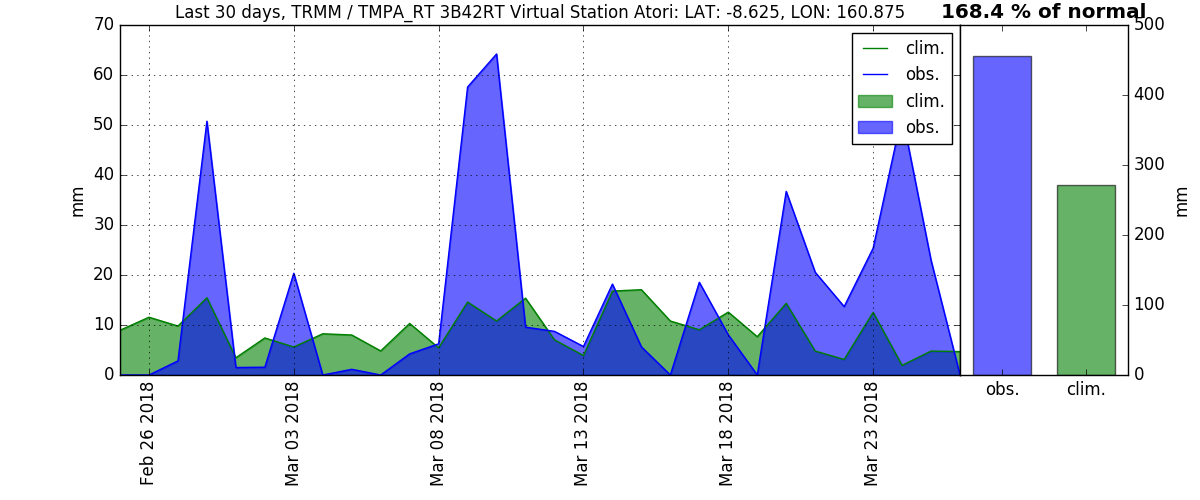 Last 30 days, TRMM / TMPA_RT 3B42RT Virtual Station Atori: LAT: -8.625, LON: 160.875
168.4 % of normal
70
60
50
40
30
20
10
0
mm
clim.
obs.
clim.
obs.
Feb 26 2018
Mar 03 2018
Mar 08 2018
Mar 13 2018
Mar 18 2018
Mar 23 2018
500
400
300
200
100
0
mm
obs.
clim.